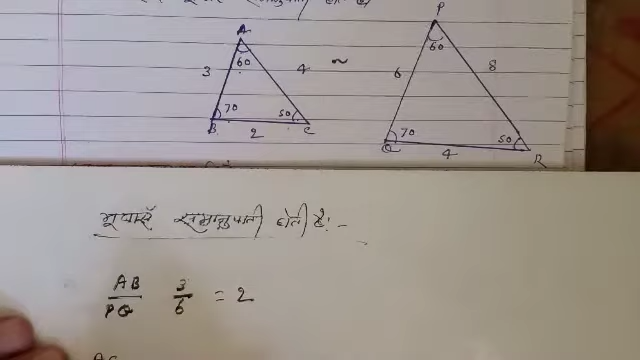 A P
60 60
3 4 ~ 6 8
70 50 70 50
B 2 C Q 4 R
भुजाएँ समानुपाती होती हैं:-
AB/PQ 3/6 = 2